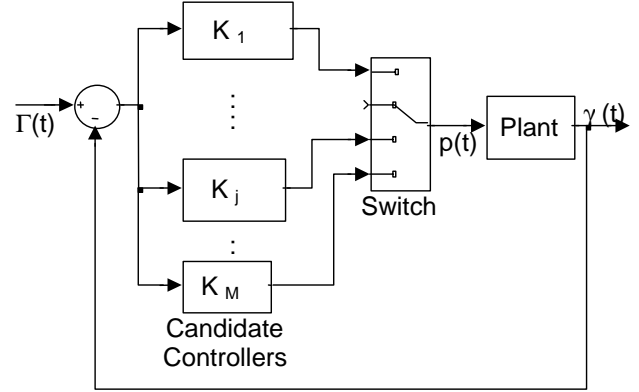 K 1
+
Γ(t)
-
⋮
p(t)
Plant
γ (t)
K j
Switch
⋮
K M
Candidate
Controllers